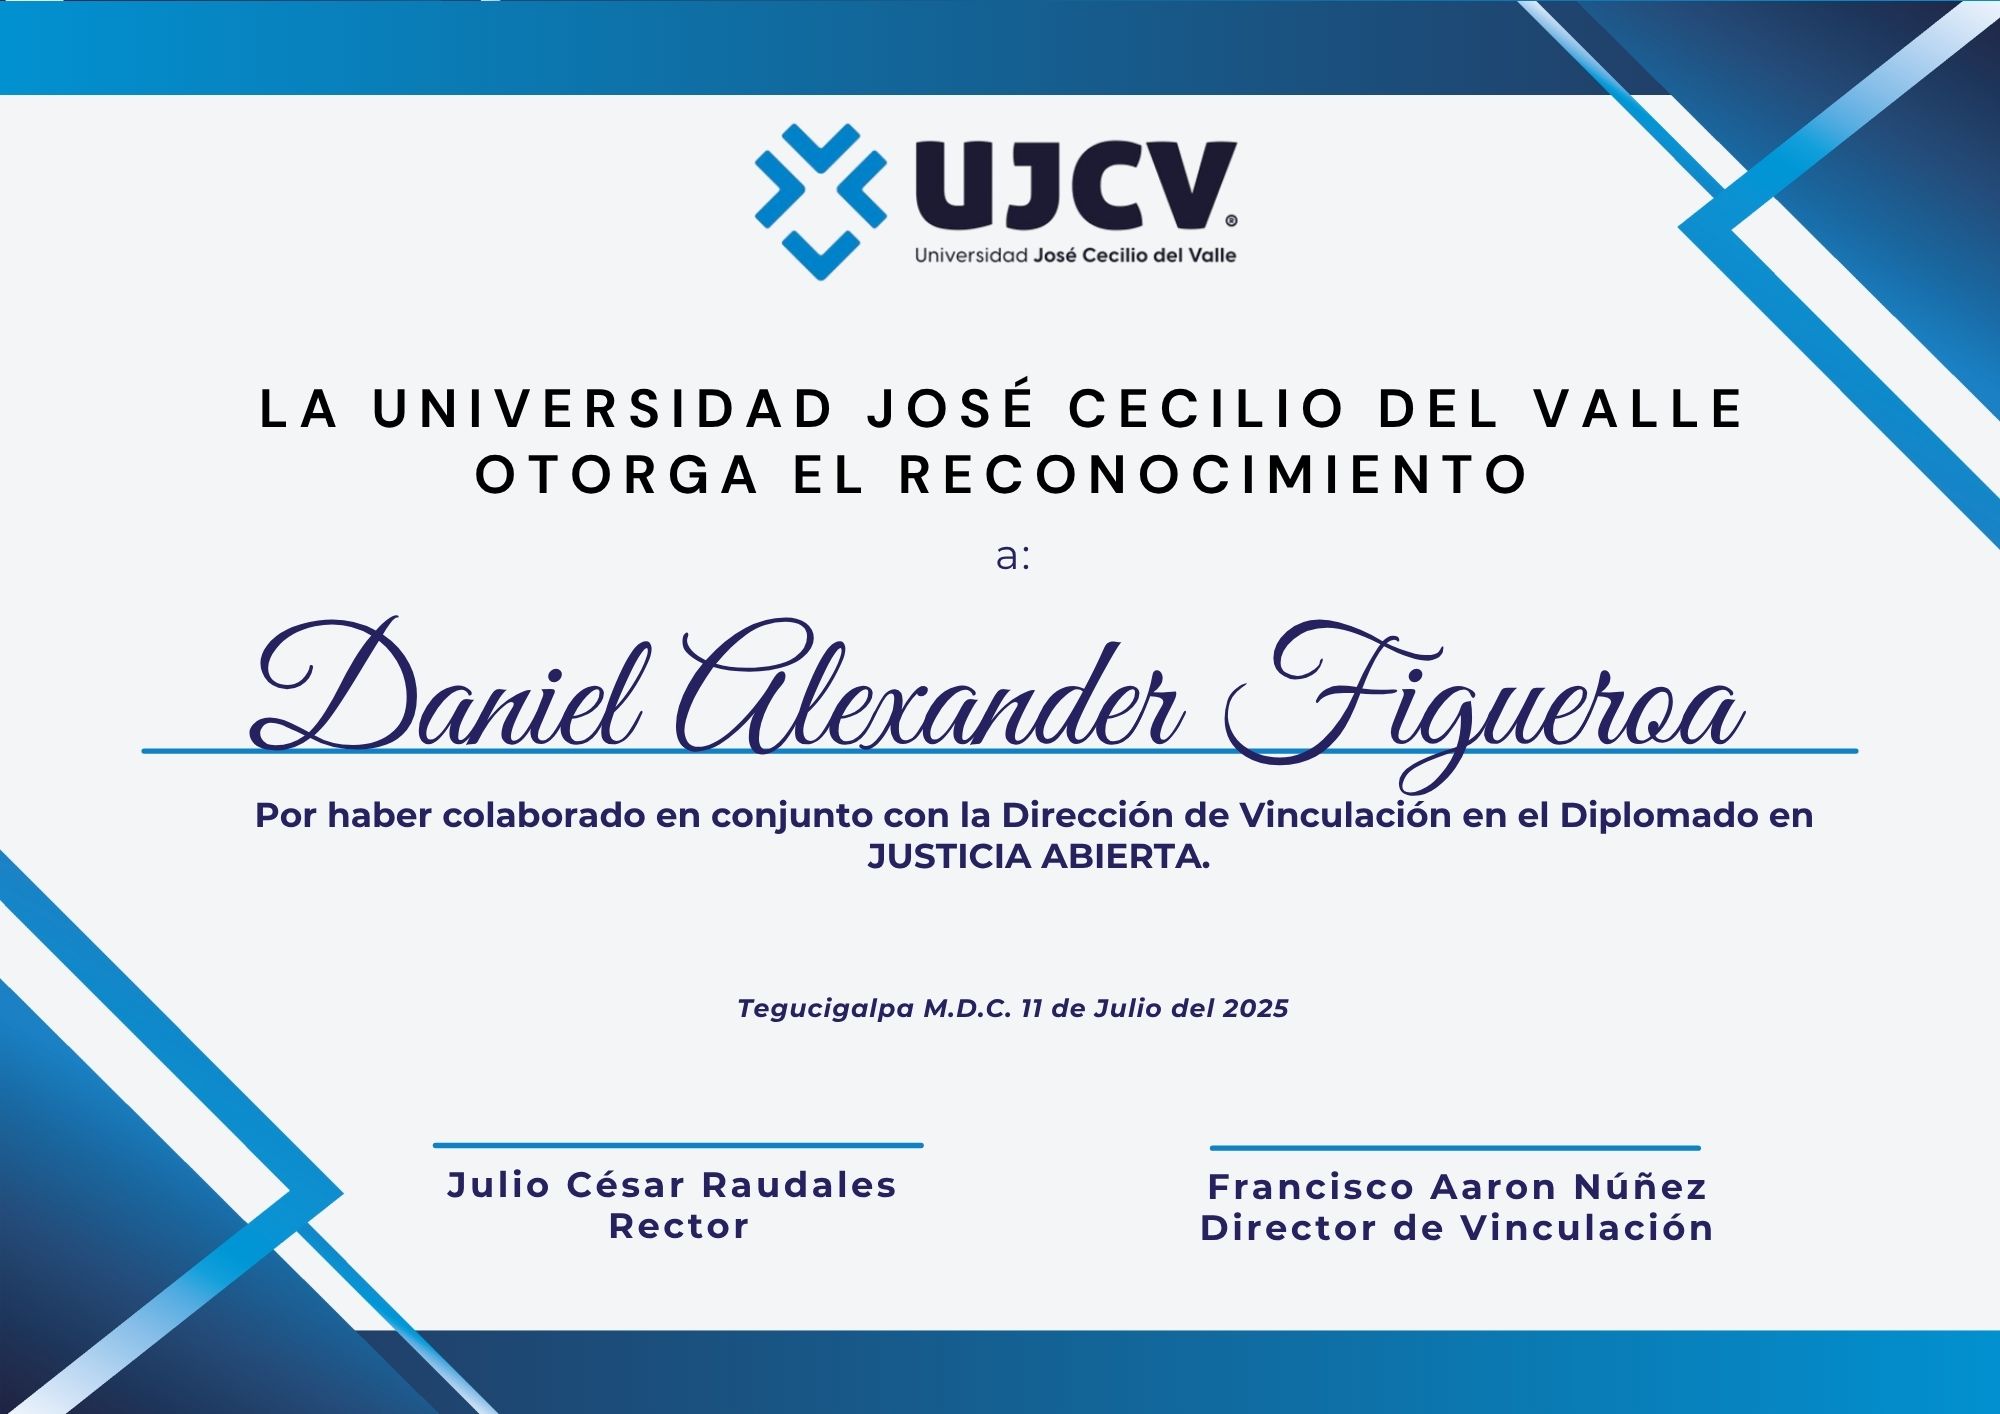 UJCV®
Universidad José Cecilio del Valle
LA UNIVERSIDAD JOSÉ CECILIO DEL VALLE
OTORGA EL RECONOCIMIENTO
a:
Daniel Alexander Figueroa
Por haber colaborado en conjunto con la Dirección de Vinculación en el Diplomado en
JUSTICIA ABIERTA.
Tegucigalpa M.D.C. 11 de Julio del 2025
Julio César Raudales
Rector
Francisco Aaron Núñez
Director de Vinculación